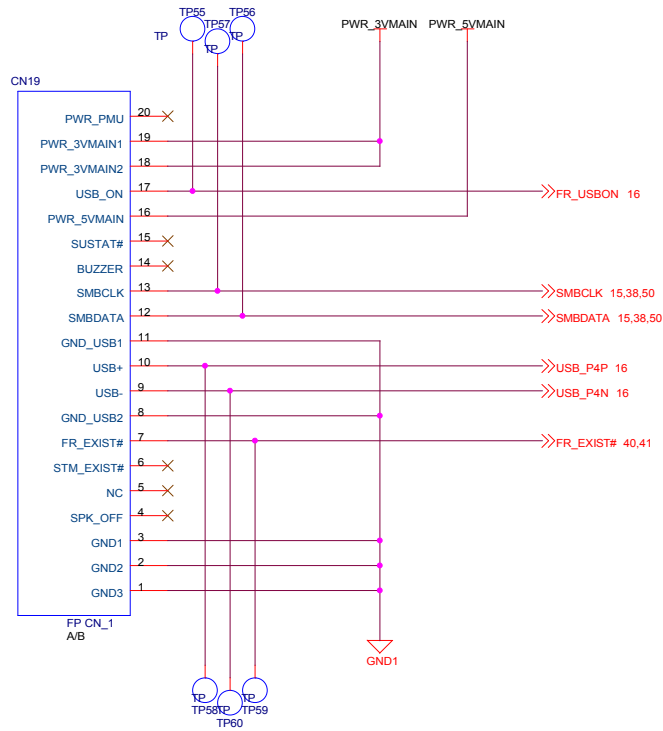 TP55
TP56
TP
TP57
TP
TP
PWR_3VMAIN
PWR_5VMAIN
CN19
PWR_PMU 20
PWR_3VMAIN1 19
PWR_3VMAIN2 18
USB_ON 17 FR_USBON 16
PWR_5VMAIN 16
SUSTAT# 15
BUZZER 14
SMBCLK 13 SMBCLK 15,38,50
SMBDATA 12 SMBDATA 15,38,50
GND_USB1 11
USB+ 10 USB_P4P 16
USB- 9 USB_P4N 16
GND_USB2 8
FR_EXIST# 7 FR_EXIST# 40,41
STM_EXIST# 6
NC 5
SPK_OFF 4
GND1 3
GND2 2
GND3 1
FP CN_1
A/B
GND1
TP
TP
TP
TP58
TP59
TP60